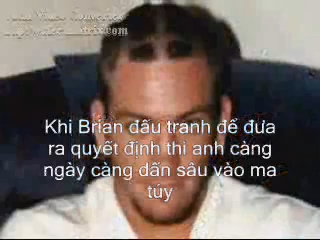 Khi Brian đấu tranh để đưa
ra quyết định thì anh càng
ngày càng dấn sâu vào ma
túy